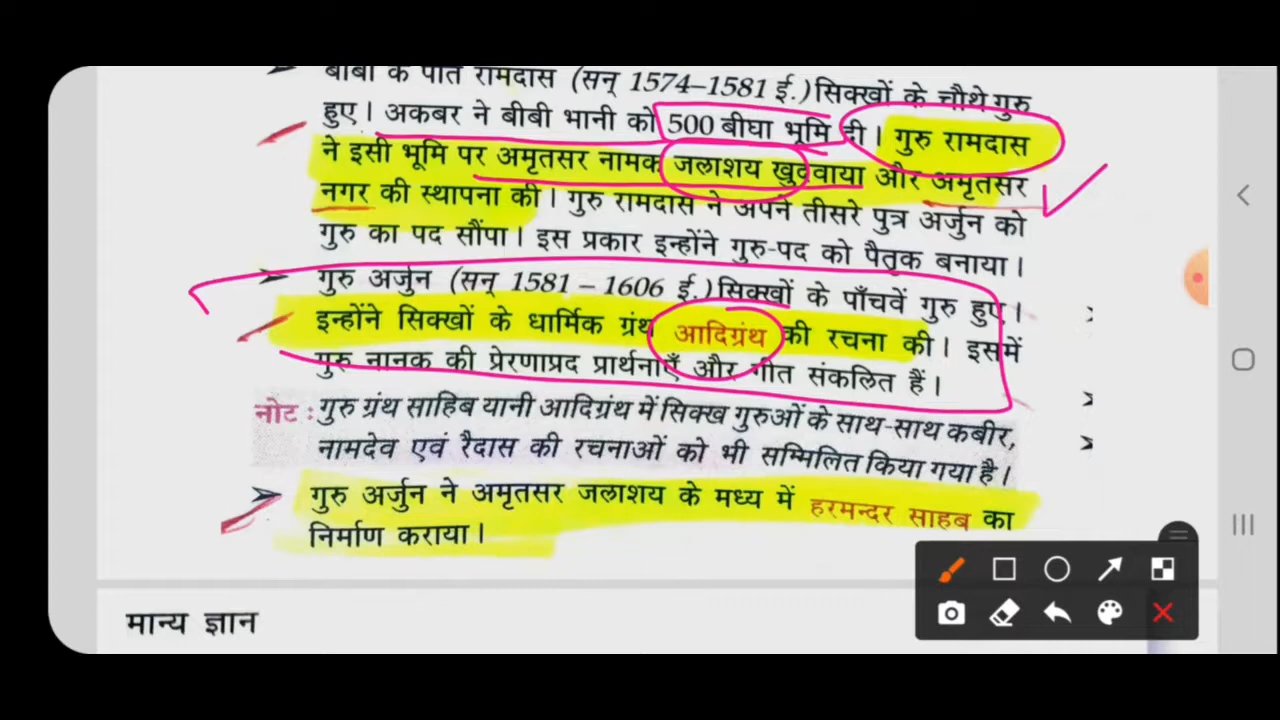 बीबी के पति रामदास (सन् 1574–1581 ई.) सिक्खों के चौथे गुरु
हुए। अकबर ने बीबी भानी को 500 बीघा भूमि दी। गुरु रामदास
ने इसी भूमि पर अमृतसर नामक जलाशय खुदवाया और अमृतसर
नगर की स्थापना की। गुरु रामदास ने अपने तीसरे पुत्र अर्जुन को
गुरु का पद सौंपा। इस प्रकार इन्होंने गुरु-पद को पैतृक बनाया।
गुरु अर्जुन (सन् 1581 – 1606 ई.) सिक्खों के पाँचवें गुरु हुए।
इन्होंने सिक्खों के धार्मिक ग्रंथ आदिग्रंथ की रचना की। इसमें
गुरु नानक की प्रेरणाप्रद प्रार्थनाएँ और गीत संकलित हैं।
नोट : गुरु ग्रंथ साहिब यानी आदिग्रंथ में सिक्ख गुरुओं के साथ-साथ कबीर,
नामदेव एवं रैदास की रचनाओं को भी सम्मिलित किया गया है।
गुरु अर्जुन ने अमृतसर जलाशय के मध्य में हरमन्दर साहब का
निर्माण कराया।
मान्य ज्ञान